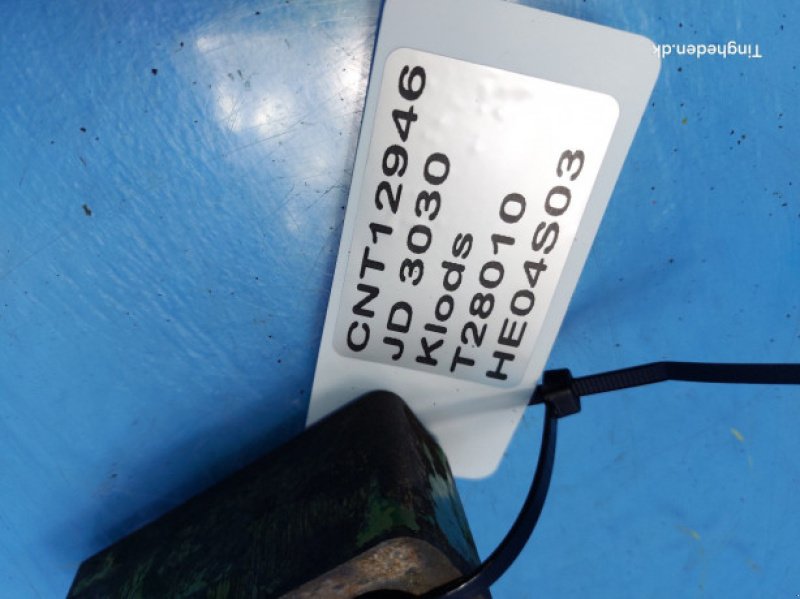 CNT12946
JD 3030
Klods
T28010
HE04S03
Tingheden.dk